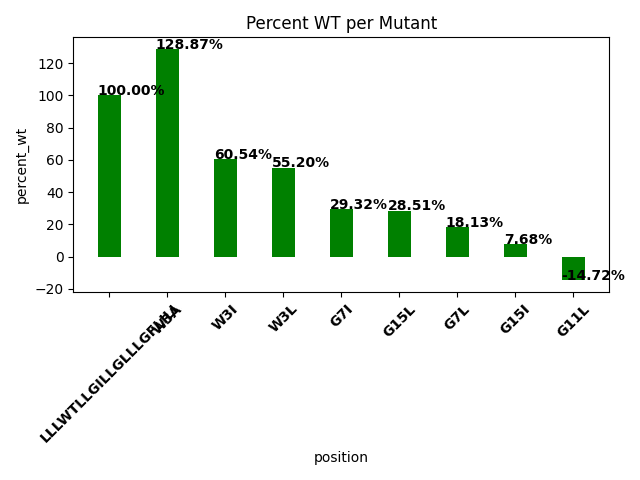 Percent WT per Mutant
128.87%
100.00%
60.54%
55.20%
29.32%
28.51%
18.13%
7.68%
-14.72%
120
100
80
60
40
20
0
−20
percent_wt
W3A
W3I
W3L
G7I
G15L
G7L
G15I
G11L
position